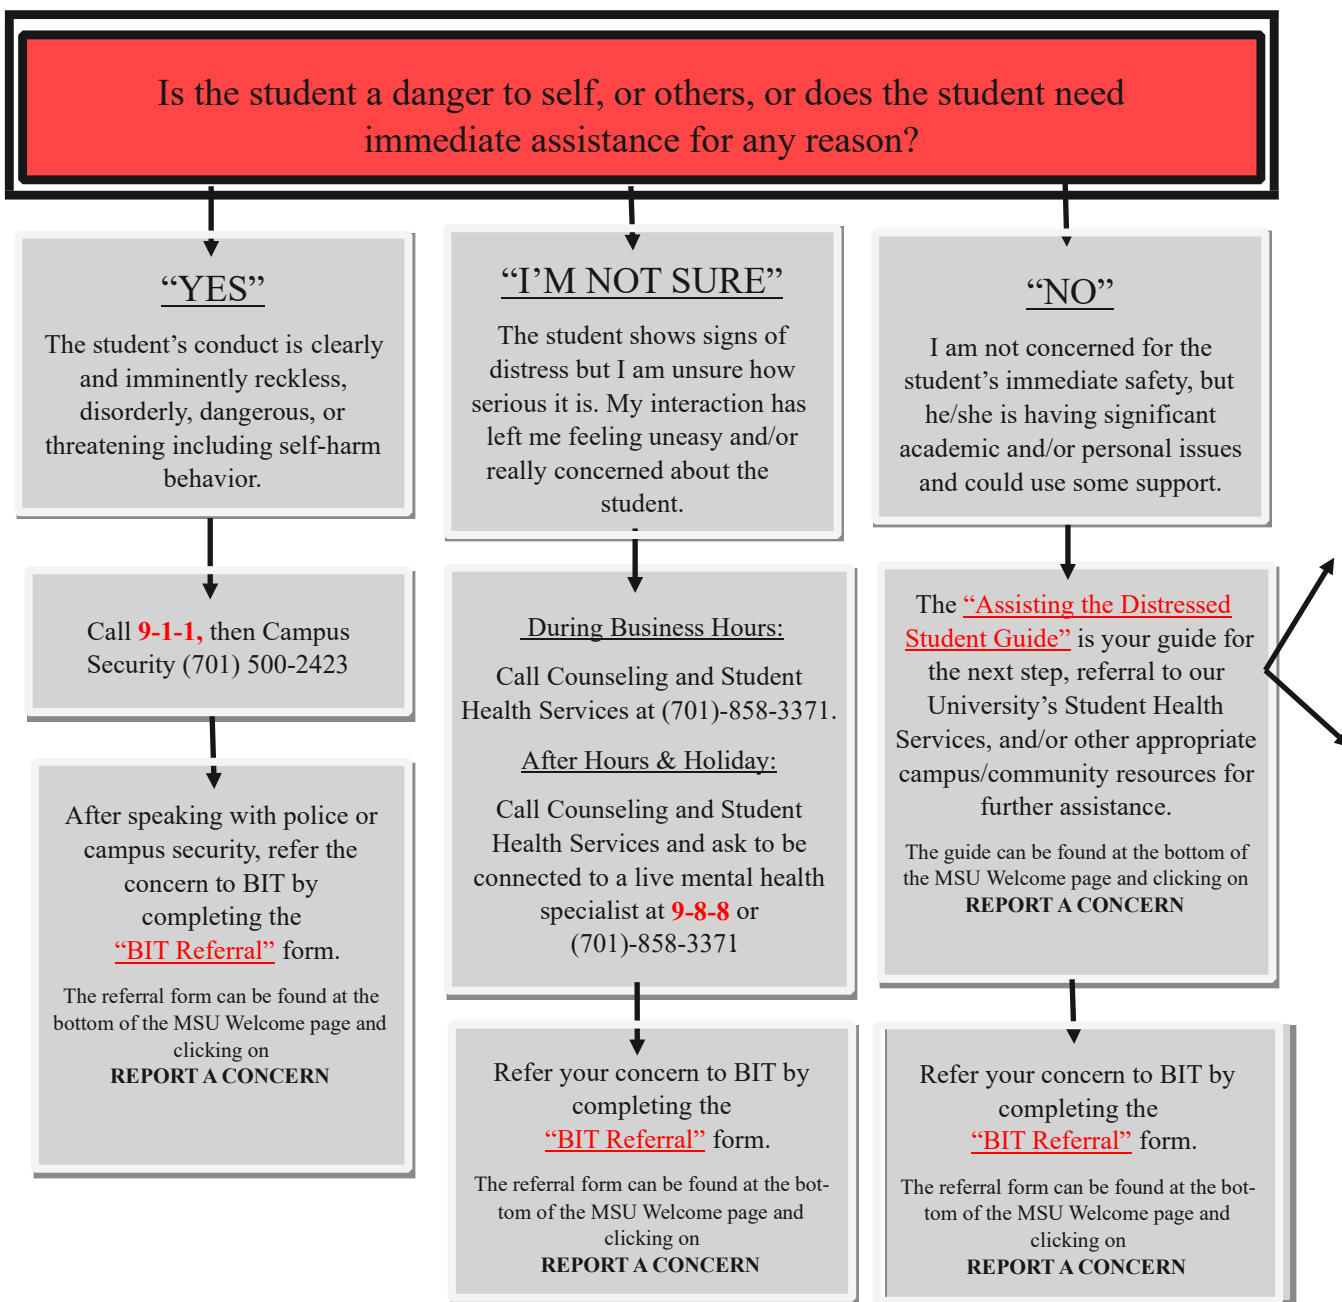 Is the student a danger to self, or others, or does the student need
immediate assistance for any reason?
“YES”
The student’s conduct is clearly
and imminently reckless,
disorderly, dangerous, or
threatening including self-harm
behavior.
Call 9-1-1, then Campus
Security (701) 500-2423
After speaking with police or
campus security, refer the
concern to BIT by
completing the
“BIT Referral” form.
The referral form can be found at the
bottom of the MSU Welcome page and
clicking on
REPORT A CONCERN
“I’M NOT SURE”
The student shows signs of
distress but I am unsure how
serious it is. My interaction has
left me feeling uneasy and/or
really concerned about the
student.
During Business Hours:
Call Counseling and Student
Health Services at (701)-858-3371.
After Hours & Holiday:
Call Counseling and Student
Health Services and ask to be
connected to a live mental health
specialist at 9-8-8 or
(701)-858-3371
Refer your concern to BIT by
completing the
“BIT Referral” form.
The referral form can be found at the bot-
tom of the MSU Welcome page and
clicking on
REPORT A CONCERN
“NO”
I am not concerned for the
student’s immediate safety, but
he/she is having significant
academic and/or personal issues
and could use some support.
The “Assisting the Distressed
Student Guide” is your guide for
the next step, referral to our
University’s Student Health
Services, and/or other appropriate
campus/community resources for
further assistance.
The guide can be found at the bottom of
the MSU Welcome page and clicking on
REPORT A CONCERN
Refer your concern to BIT by
completing the
“BIT Referral” form.
The referral form can be found at the bot-
tom of the MSU Welcome page and
clicking on
REPORT A CONCERN